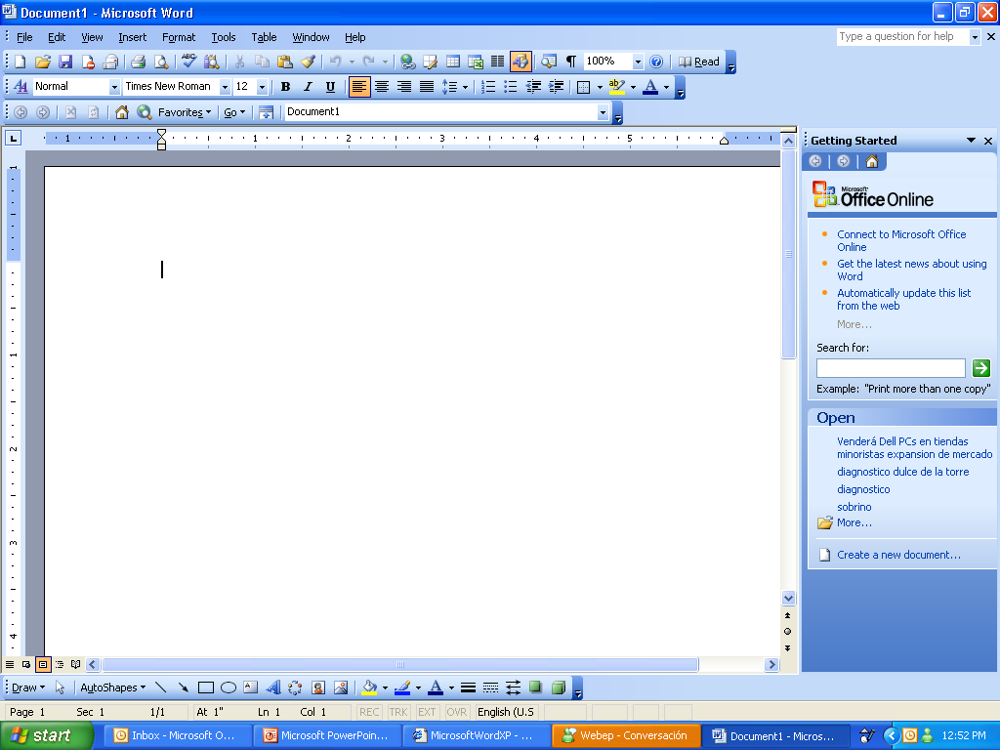 Document1 - Microsoft Word
File Edit View Insert Format Tools Table Window Help
Type a question for help
100% Read
Normal Times New Roman 12 B I U
Favorites Go Document1
1 1 2 3 4 5
Getting Started
Microsoft
Office Online
Connect to Microsoft Office
Online
Get the latest news about using
Word
Automatically update this list
from the web
More...
Search for:
Example: "Print more than one copy"
Open
Venderá Dell PCs en tiendas
minoristas expansion de mercado
diagnostico dulce de la torre
diagnostico
sobrino
More...
Create a new document...
1
1
2
3
4
Draw AutoShapes
Page 1 Sec 1 1/1 At 1" Ln 1 Col 1 REC TRK EXT OVR English (U.S
start Inbox - Microsoft O... Microsoft PowerPoin... MicrosoftWordXP - ... Webep - Conversación Document1 - Micros... 12:52 PM